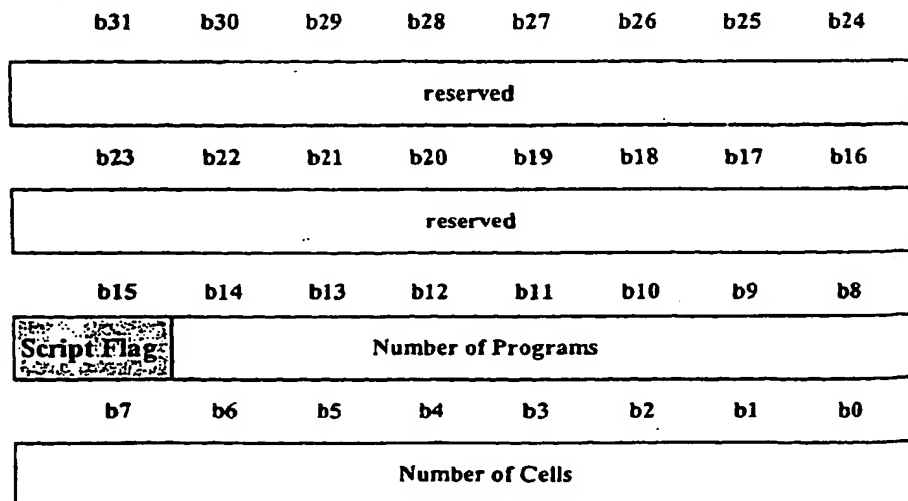 b31 b30 b29 b28 b27 b26 b25 b24
reserved
b23 b22 b21 b20 b19 b18 b17 b16
reserved
b15 b14 b13 b12 b11 b10 b9 b8
Script Flag Number of Programs
b7 b6 b5 b4 b3 b2 b1 b0
Number of Cells